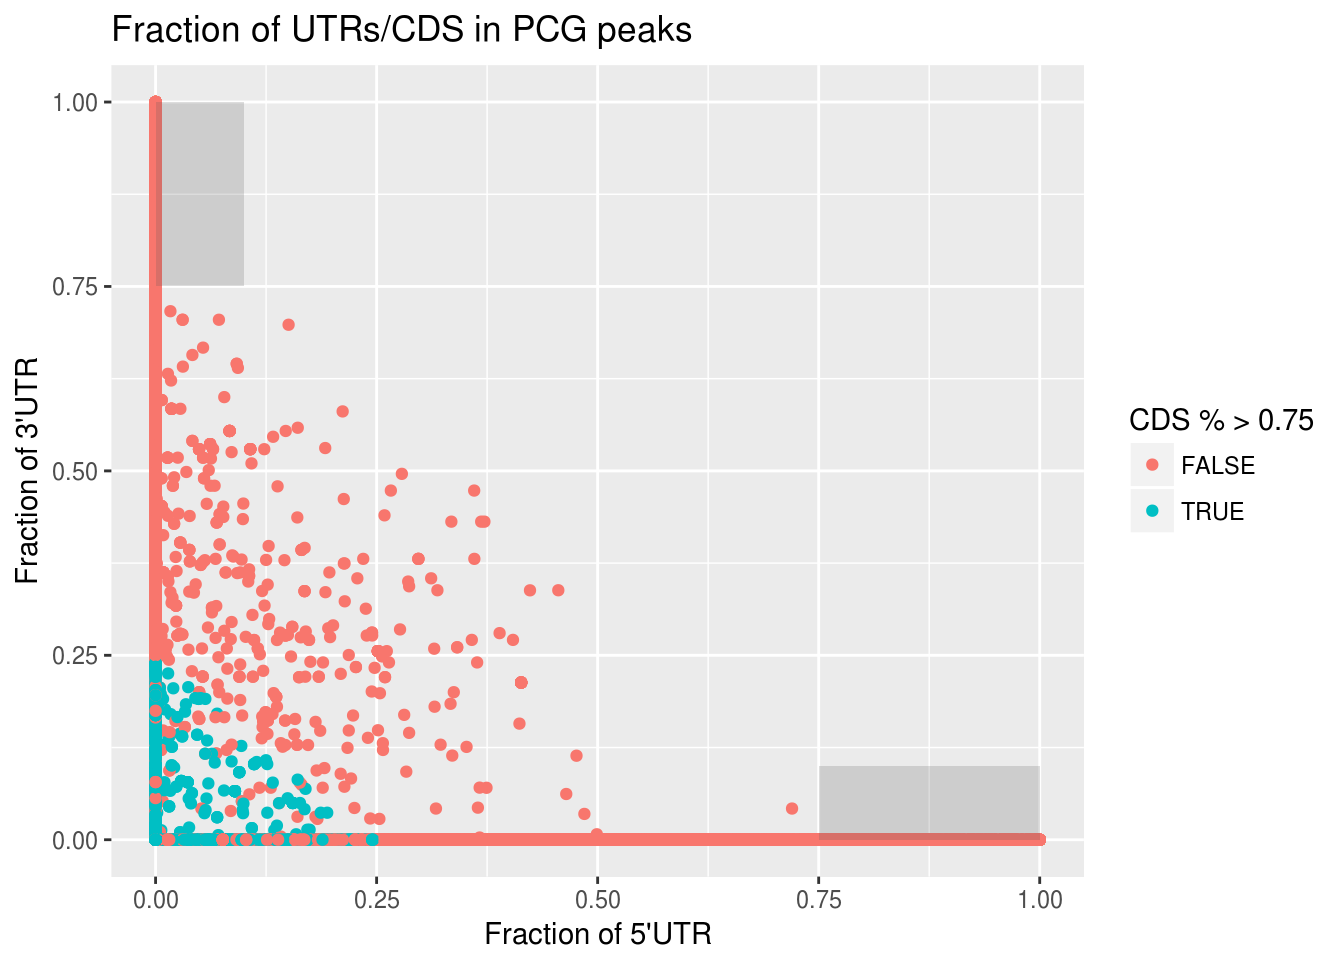 Fraction of UTRs/CDS in PCG peaks
1.00
0.75
0.50
0.25
0.00
Fraction of 3'UTR
0.00 0.25 0.50 0.75 1.00
Fraction of 5'UTR
CDS % > 0.75
FALSE
TRUE